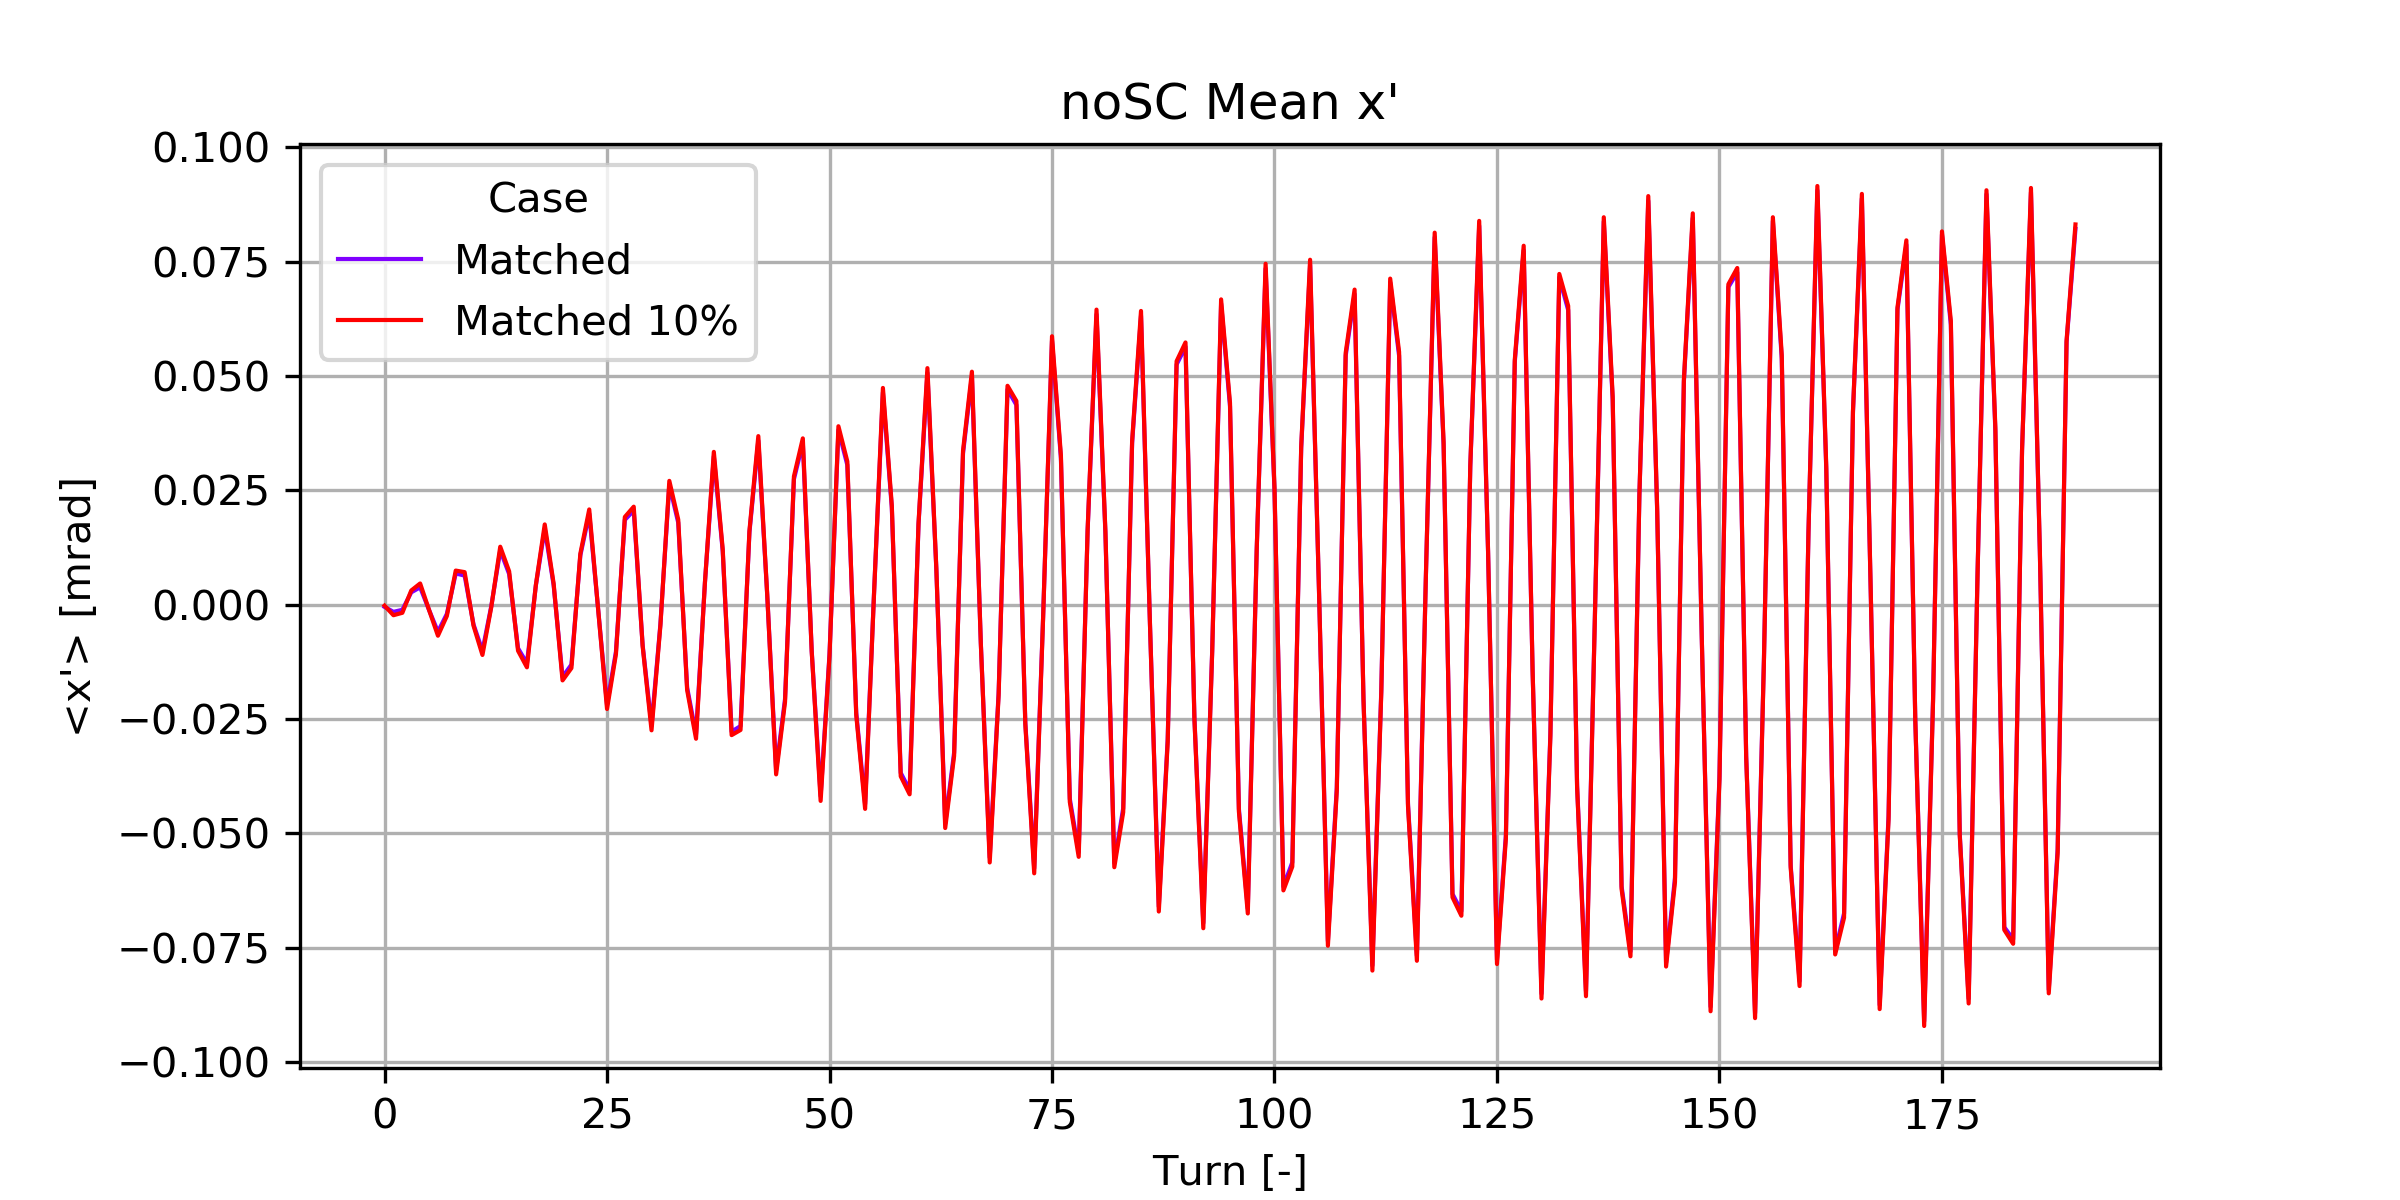 noSC Mean x'
Case
Matched
Matched 10%
<x'> [mrad]
0.100
0.075
0.050
0.025
0.000
−0.025
−0.050
−0.075
−0.100
0 25 50 75 100 125 150 175
Turn [-]